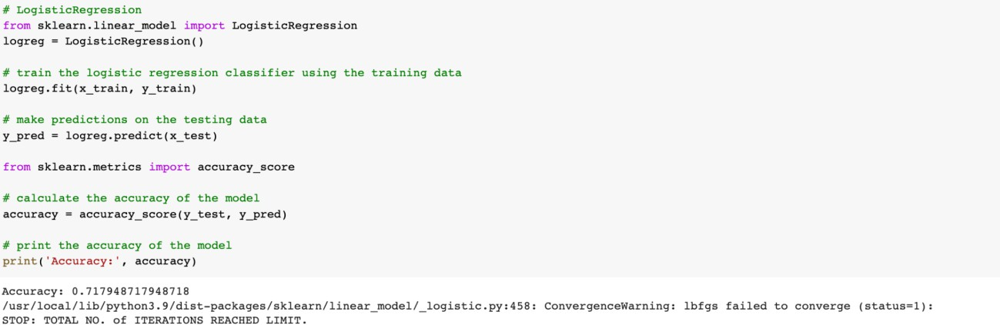 # LogisticRegression
from sklearn.linear_model import LogisticRegression
logreg = LogisticRegression()
# train the logistic regression classifier using the training data
logreg.fit(x_train, y_train)
# make predictions on the testing data
y_pred = logreg.predict(x_test)
from sklearn.metrics import accuracy_score
# calculate the accuracy of the model
accuracy = accuracy_score(y_test, y_pred)
# print the accuracy of the model
print('Accuracy:', accuracy)
Accuracy: 0.717948717948718
/usr/local/lib/python3.9/dist-packages/sklearn/linear_model/_logistic.py:458: ConvergenceWarning: lbfgs failed to converge (status=1):
STOP: TOTAL NO. of ITERATIONS REACHED LIMIT.